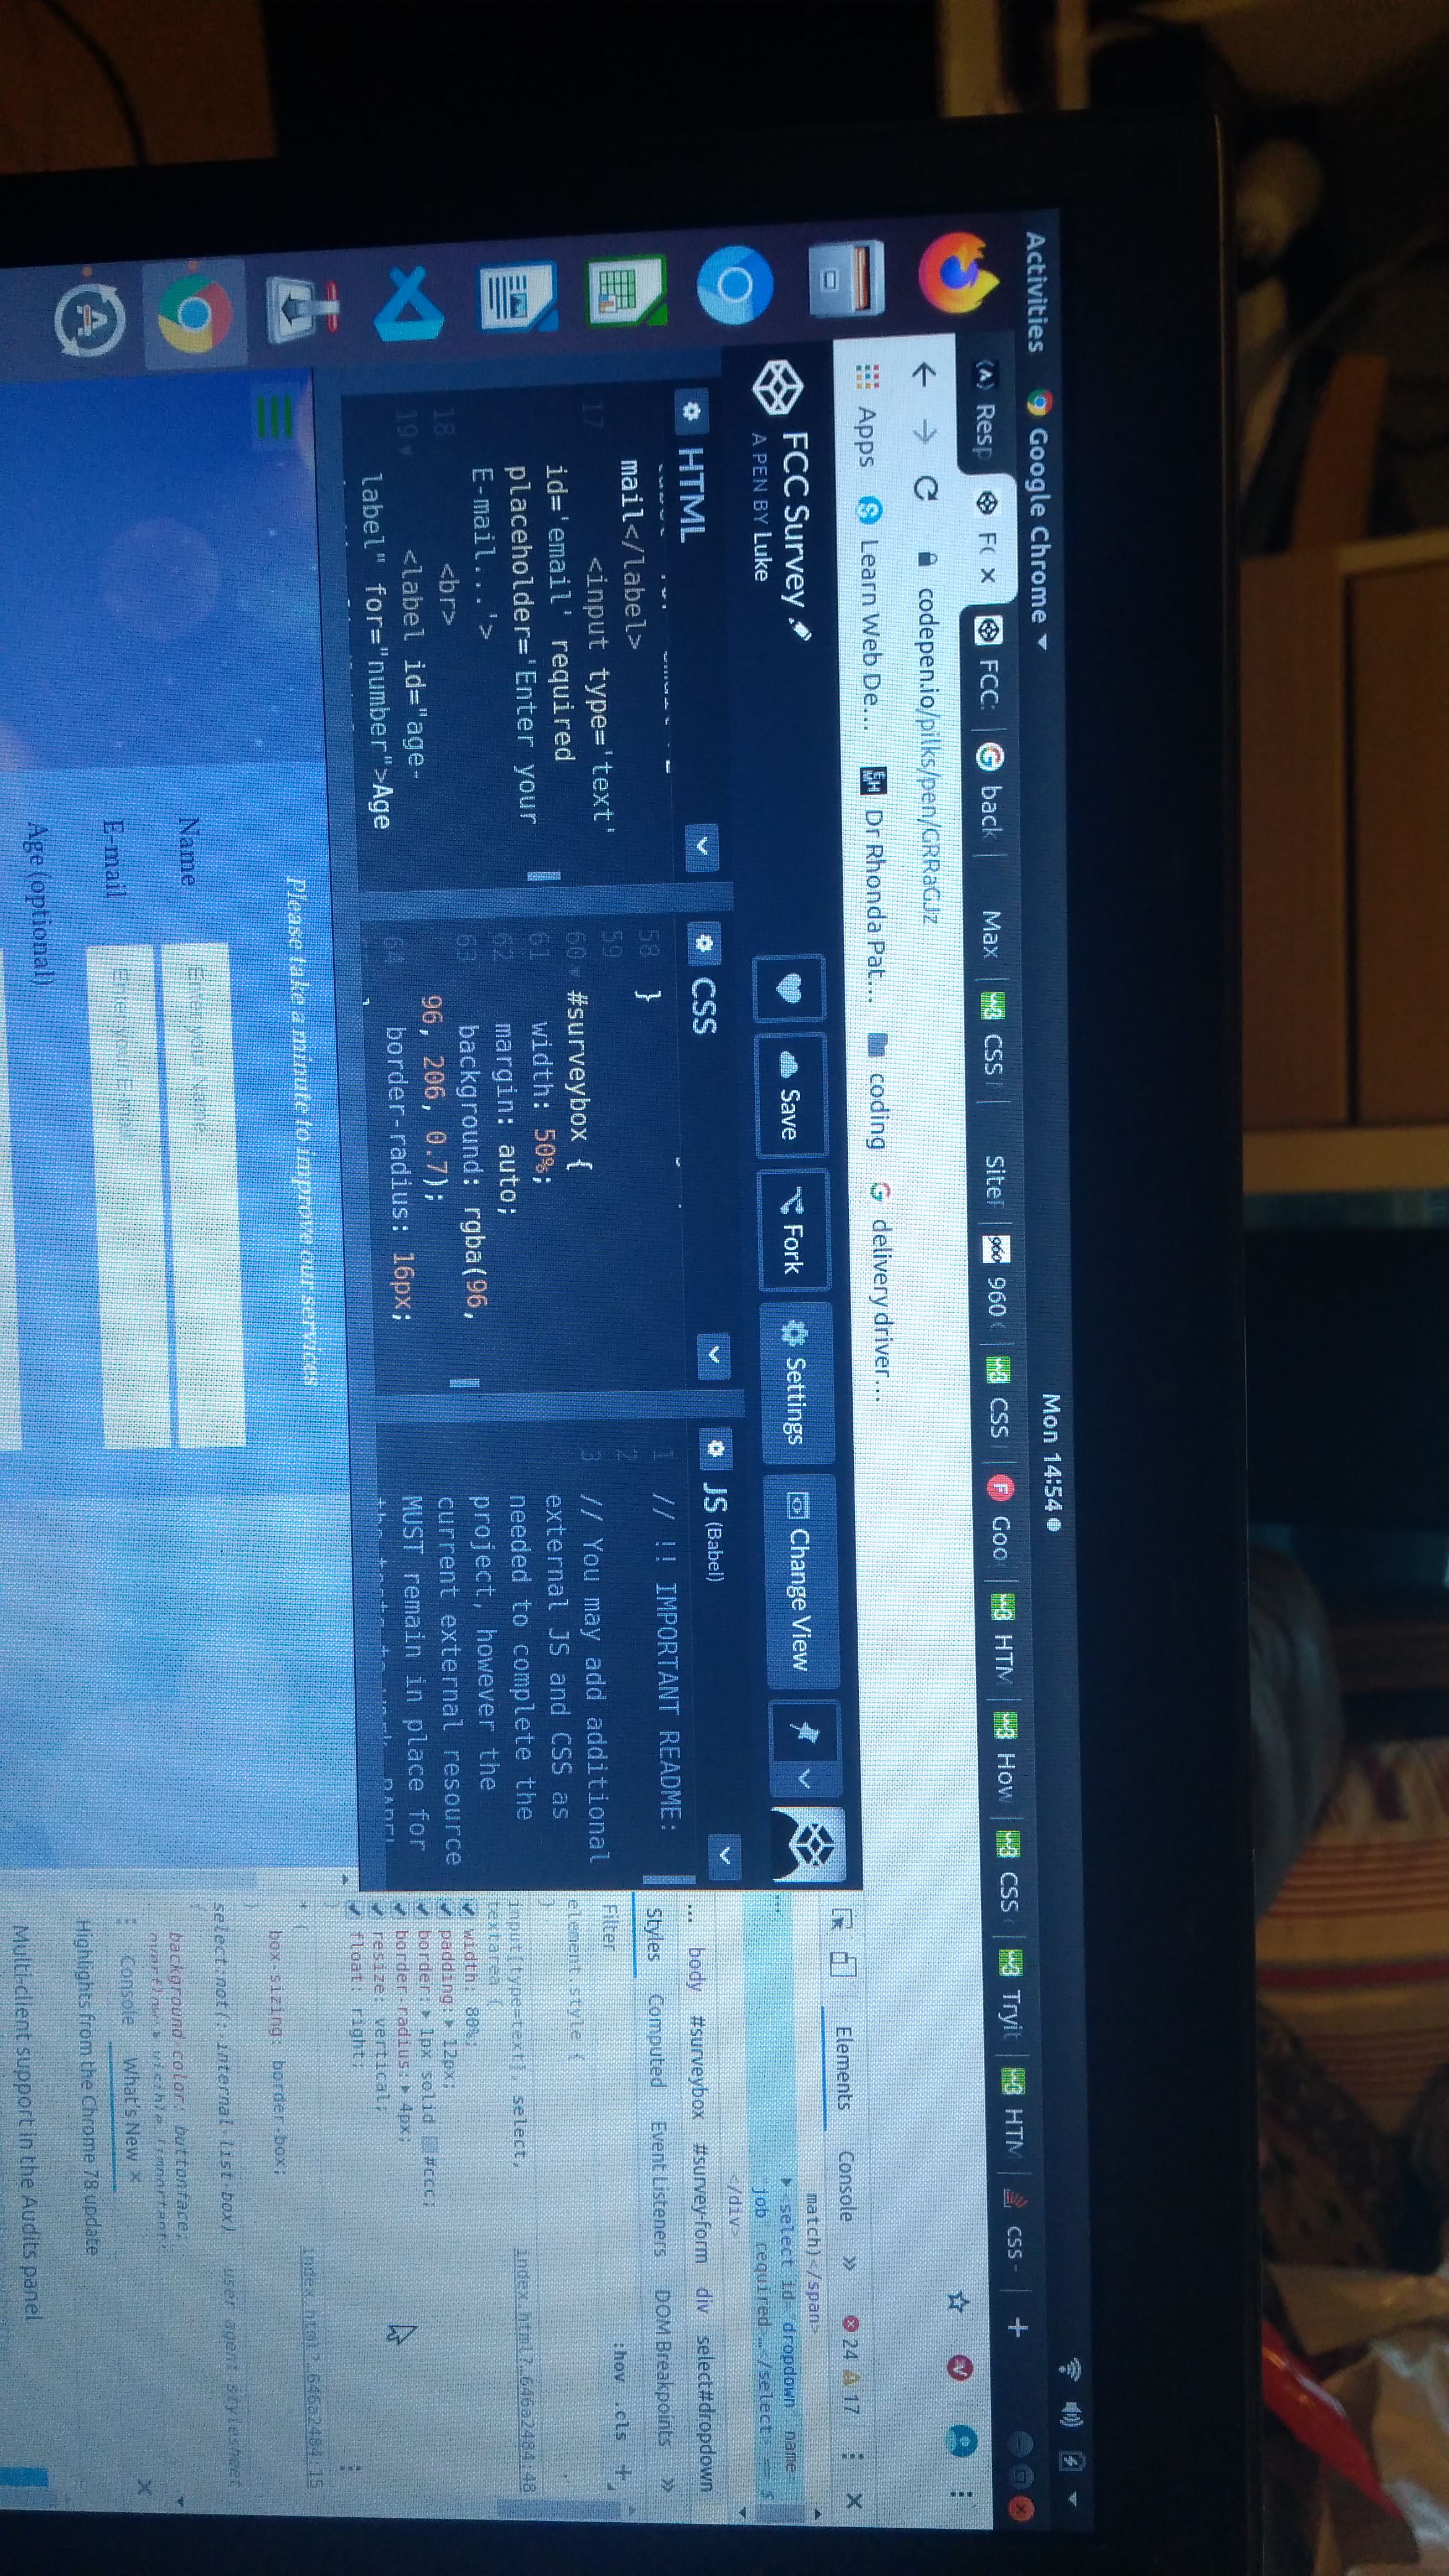 Activities
Google Chrome
Mon 14:54
Resp
FC
FCC:
back
Max
CSS
Sitef
960
CSS
Goo
HTM
How
CSS
Tryit
HTM
css -
codepen.io/pilks/pen/GRRaGJz
Apps
Learn Web De...
Dr Rhonda Pat...
coding
delivery driver...
FCC Survey
A PEN BY Luke
Save
Fork
Settings
Change View
HTML
mail</label>
17 <input type='text'
id='email' required
placeholder='Enter your
E-mail...'>
18 <br>
19 <label id="age-
label" for="number">Age
CSS
58 }
59
60 #surveybox {
61 width: 50%;
62 margin: auto;
63 background: rgba(96,
96, 206, 0.7);
64 border-radius: 16px;
JS (Babel)
1 // !! IMPORTANT README:
2
3 // You may add additional
external JS and CSS as
needed to complete the
project, however the
current external resource
MUST remain in place for
Please take a minute to improve our services
Name
Enter your Name
E-mail
Enter your E-mail
Age (optional)
Elements
Console
24
17
match)</span>
<select id="dropdown" name=
"job" required>…</select> == $
</div>
... body #surveybox #survey-form div select#dropdown
Styles
Computed
Event Listeners
DOM Breakpoints
Filter
:hov .cls +
element.style {
}
input[type=text], select, index.html?…646a2484:48
textarea {
width: 80%;
padding: 12px;
border: 1px solid #ccc;
border-radius: 4px;
resize: vertical;
float: right;
}
* { index.html?…646a2484:15
box-sizing: border-box;
}
select:not(:-internal-list-box) user agent stylesheet
{
background color: buttonface;
overflow: visible !important;
Console
What's New
Highlights from the Chrome 78 update
Multi-client support in the Audits panel